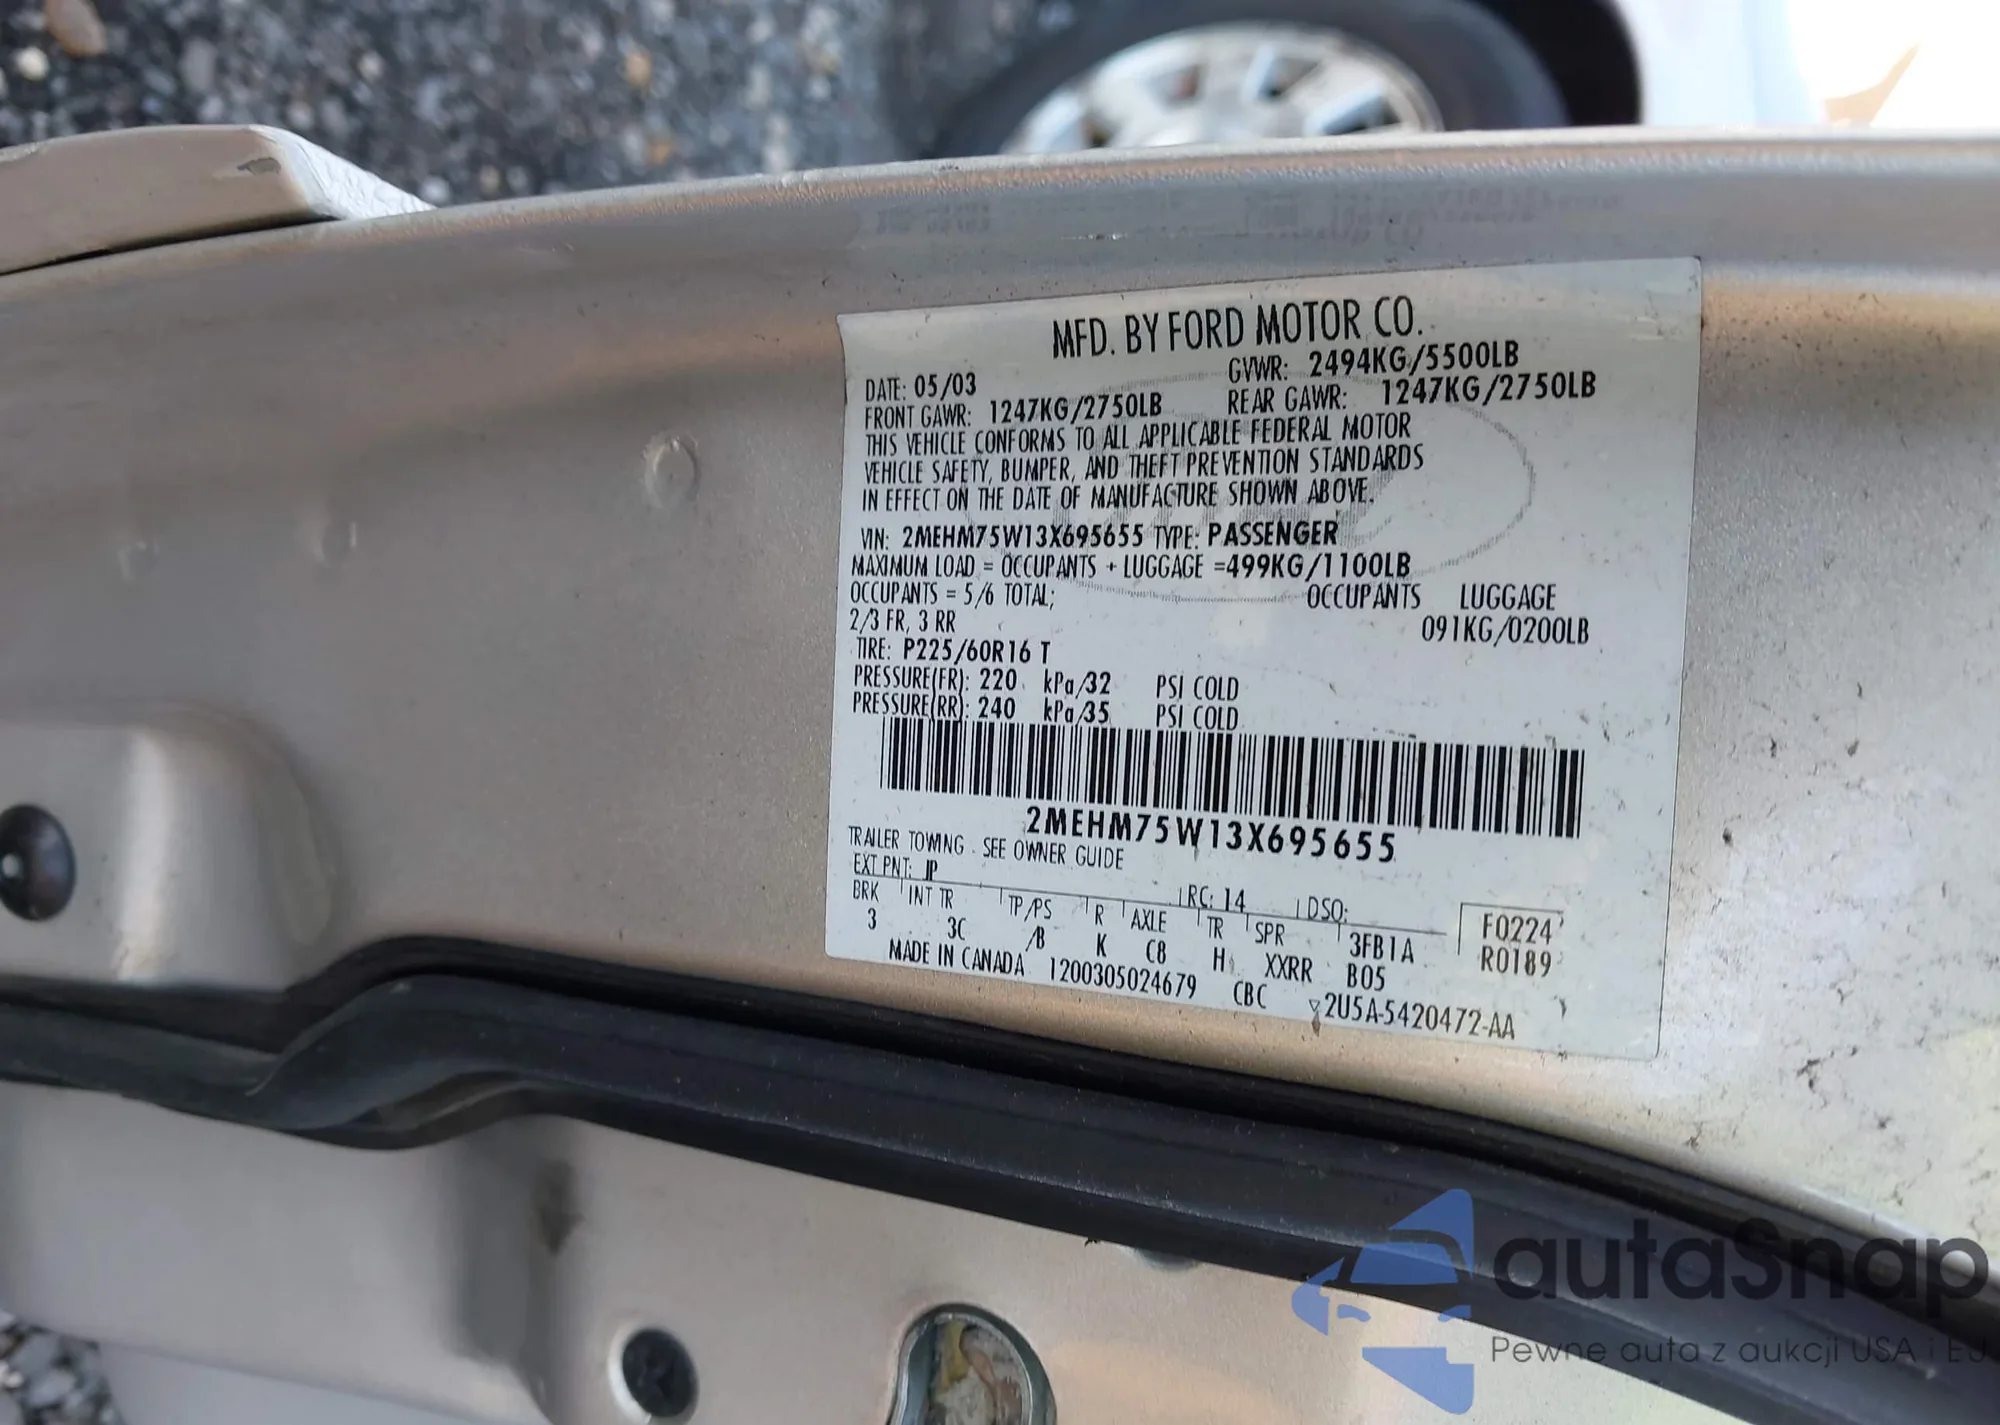 MFD. BY FORD MOTOR CO.
DATE: 05/03 GVWR: 2494KG/5500LB
FRONT GAWR: 1247KG/2750LB REAR GAWR: 1247KG/2750LB
THIS VEHICLE CONFORMS TO ALL APPLICABLE FEDERAL MOTOR
VEHICLE SAFETY, BUMPER, AND THEFT PREVENTION STANDARDS
IN EFFECT ON THE DATE OF MANUFACTURE SHOWN ABOVE.
VIN: 2MEHM75W13X695655 TYPE: PASSENGER
MAXIMUM LOAD = OCCUPANTS + LUGGAGE =499KG/1100LB
OCCUPANTS = 5/6 TOTAL; OCCUPANTS LUGGAGE
2/3 FR, 3 RR 091KG/0200LB
TIRE: P225/60R16 T
PRESSURE(FR): 220 kPa/32 PSI COLD
PRESSURE(RR): 240 kPa/35 PSI COLD
2MEHM75W13X695655
TRAILER TOWING - SEE OWNER GUIDE
EXT PNT: JP RC: 14 DSO: F0224
BRK INT TR TP/PS R AXLE TR SPR 3FB1A R0189
3 3C /B K C8 H XXRR B05
MADE IN CANADA 1200305024679 CBC 2U5A-5420472-AA
autaSnap
Pewne auta z aukcji USA i EU